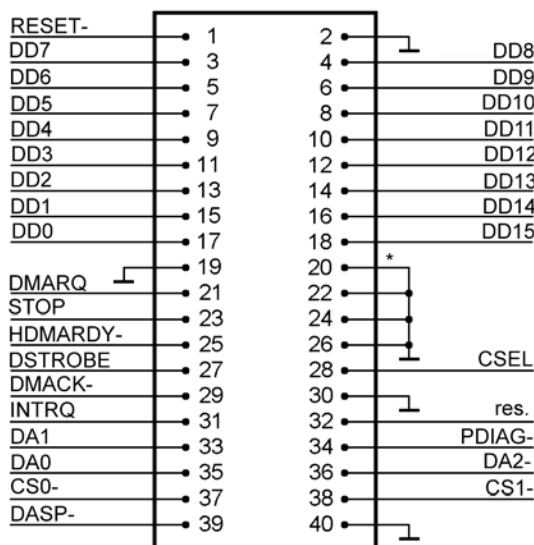 RESET- 1 2
DD7 3 4 DD8
DD6 5 6 DD9
DD5 7 8 DD10
DD4 9 10 DD11
DD3 11 12 DD12
DD2 13 14 DD13
DD1 15 16 DD14
DD0 17 18 DD15
19 20 *
DMARQ 21 22
STOP 23 24
HDMARDY- 25 26
DSTROBE 27 28 CSEL
DMACK- 29 30
INTRQ 31 32 res.
DA1 33 34 PDIAG-
DA0 35 36 DA2-
CS0- 37 38 CS1-
DASP- 39 40